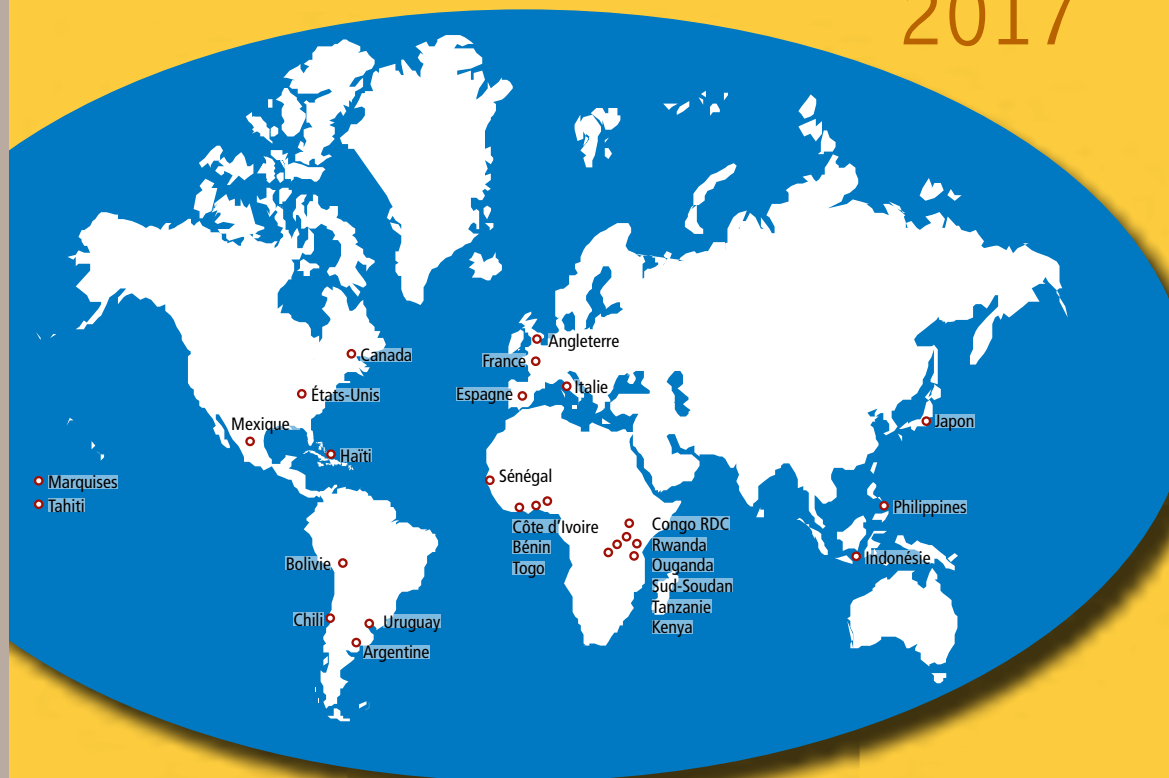 2017
Angleterre
Canada
France
Italie
États-Unis
Espagne
Mexique
Japon
Haïti
Sénégal
Marquises
Tahiti
Philippines
Côte d'Ivoire
Bénin
Togo
Congo RDC
Rwanda
Ouganda
Sud-Soudan
Tanzanie
Kenya
Indonésie
Bolivie
Chili
Uruguay
Argentine